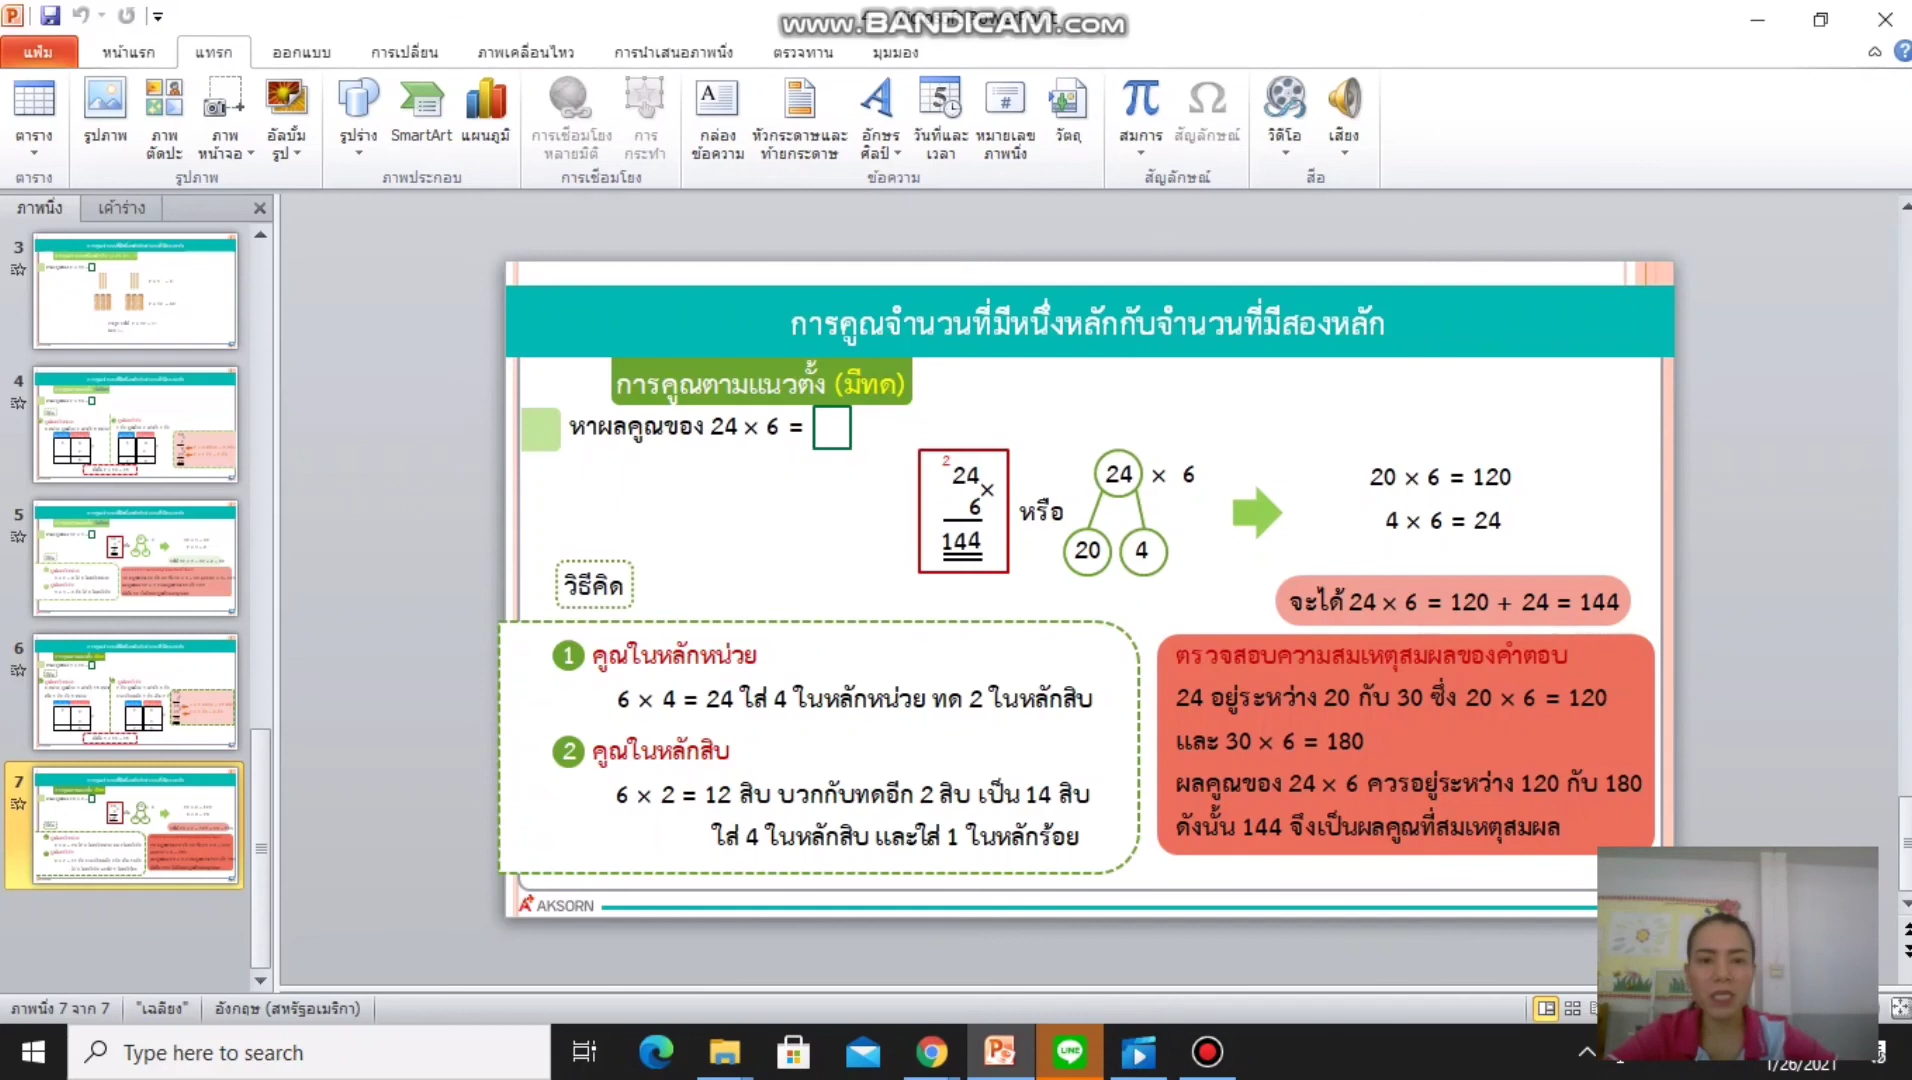 www.BANDICAM.com
แฟ้ม
หน้าแรก
แทรก
ออกแบบ
การเปลี่ยน
ภาพเคลื่อนไหว
การนำเสนอภาพนิ่ง
ตรวจทาน
มุมมอง
ตาราง
รูปภาพ
ภาพตัดปะ
ภาพหน้าจอ
อัลบั้มรูป
รูปร่าง
SmartArt
แผนภูมิ
การเชื่อมโยงหลายมิติ
การกระทำ
กล่องข้อความ
หัวกระดาษและท้ายกระดาษ
อักษรศิลป์
วันที่และเวลา
หมายเลขภาพนิ่ง
วัตถุ
สมการ
สัญลักษณ์
วิดีโอ
เสียง
ตาราง
รูปภาพ
ภาพประกอบ
การเชื่อมโยง
ข้อความ
สัญลักษณ์
สื่อ
ภาพนิ่ง
เค้าร่าง
3
4
5
6
7
การคูณจำนวนที่มีหนึ่งหลักกับจำนวนที่มีสองหลัก
การคูณตามแนวตั้ง (มีทด)
หาผลคูณของ 24 × 6 =
2
24
×
6
144
หรือ
24 × 6
20 4
20 × 6 = 120
4 × 6 = 24
จะได้ 24 × 6 = 120 + 24 = 144
วิธีคิด
1 คูณในหลักหน่วย
6 × 4 = 24 ใส่ 4 ในหลักหน่วย ทด 2 ในหลักสิบ
2 คูณในหลักสิบ
6 × 2 = 12 สิบ บวกกับทดอีก 2 สิบ เป็น 14 สิบ
ใส่ 4 ในหลักสิบ และใส่ 1 ในหลักร้อย
ตรวจสอบความสมเหตุสมผลของคำตอบ
24 อยู่ระหว่าง 20 กับ 30 ซึ่ง 20 × 6 = 120
และ 30 × 6 = 180
ผลคูณของ 24 × 6 ควรอยู่ระหว่าง 120 กับ 180
ดังนั้น 144 จึงเป็นผลคูณที่สมเหตุสมผล
AKSORN
ภาพนิ่ง 7 จาก 7
"เฉลียง"
อังกฤษ (สหรัฐอเมริกา)
Type here to search
LINE
1/26/2021